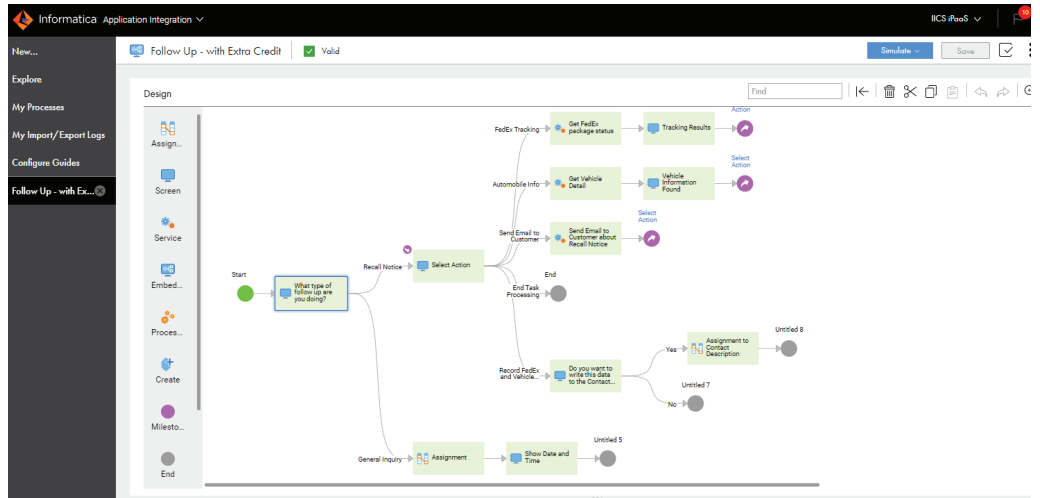 Informatica Application Integration
IICS iPaaS
10
New...
Explore
My Processes
My Import/Export Logs
Configure Guides
Follow Up - with Ex...
Follow Up - with Extra Credit
Valid
Simulate
Save
Design
Find
Assign...
Screen
Service
Embed...
Proces...
Create
Milesto...
End
Action
FedEx Tracking
Get FedEx
package status
Tracking Results
Select
Action
Automobile Info
Get Vehicle
Detail
Vehicle
Information
Found
Select
Action
Send Email to
Customer
Send Email to
Customer about
Recall Notice
Start
What type of
follow up are
you doing?
Recall Notice
Select Action
End
End Task
Processing
Record FedEx
and Vehicle...
Do you want to
write this data
to the Contact...
Yes
Assignment to
Contact
Description
Untitled 8
Untitled 7
No
General Inquiry
Assignment
Show Date and
Time
Untitled 5